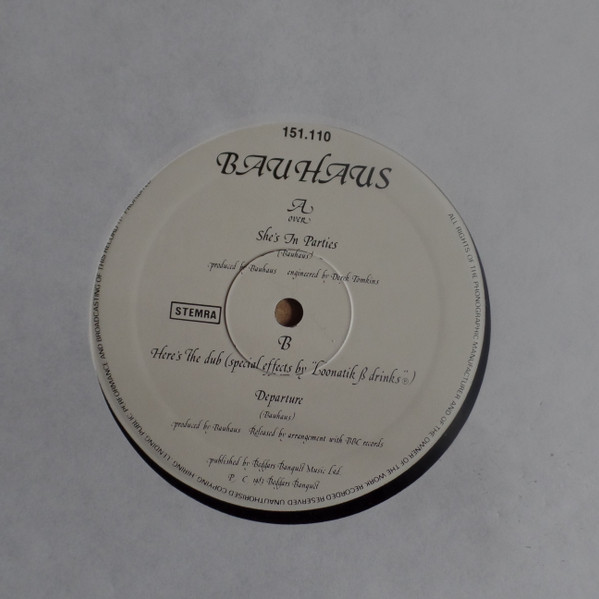 151.110
BAUHAUS
A
over
She's In Parties
(Bauhaus)
produced by Bauhaus engineered by Derek Tomkins
STEMRA
B
Here's The dub (special effects by "Loonatik & drinks"®)
Departure
(Bauhaus)
produced by Bauhaus Released by arrangement with BBC records
published by Beggars Banquet Music Ltd.
P. C 1983 Beggars Banquet
ALL RIGHTS OF THE PHONOGRAPHIC MANUFACTURER AND OF THE OWNER OF THE WORK RECORDED RESERVED UNAUTHORISED COPYING HIRING LENDING PUBLIC PERFORMANCE AND BROADCASTING OF THIS